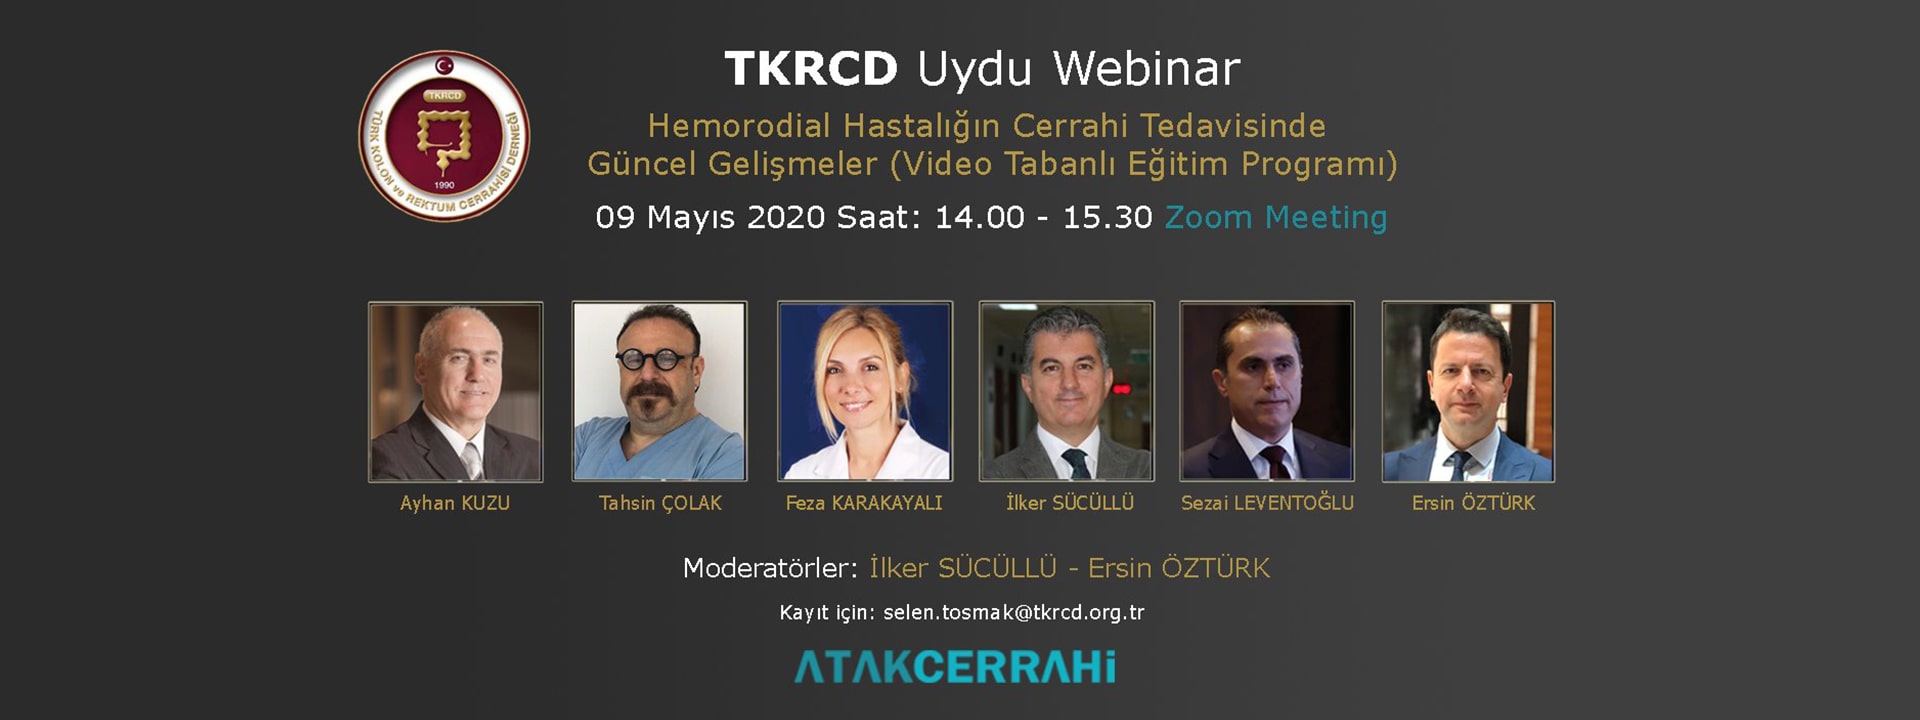 TKRCD Uydu Webinar
Hemorodial Hastalığın Cerrahi Tedavisinde
Güncel Gelişmeler (Video Tabanlı Eğitim Programı)
09 Mayıs 2020 Saat: 14.00 - 15.30 Zoom Meeting
TKRCD
TÜRK KOLON ve REKTUM CERRAHİSİ DERNEĞİ
1990
Ayhan KUZU
Tahsin ÇOLAK
Feza KARAKAYALI
İlker SÜCÜLLÜ
Sezai LEVENTOĞLU
Ersin ÖZTÜRK
Moderatörler: İlker SÜCÜLLÜ - Ersin ÖZTÜRK
Kayıt için: selen.tosmak@tkrcd.org.tr
ATAKCERRAHi